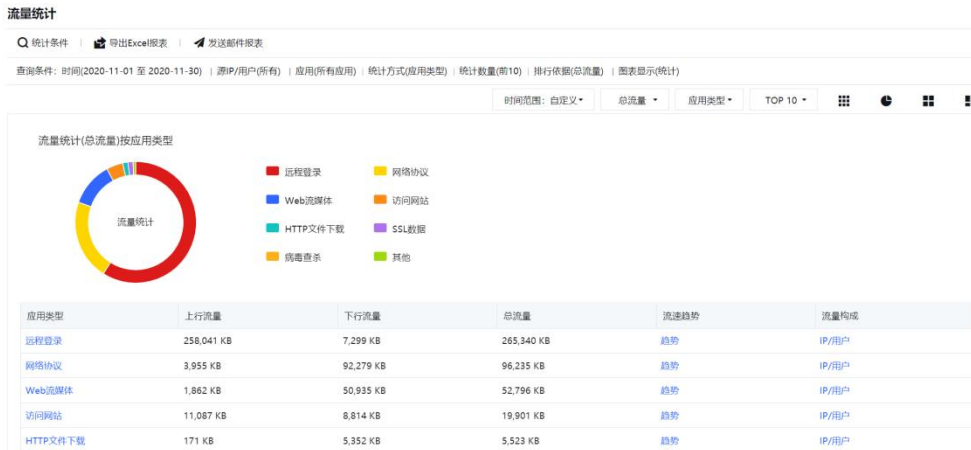 流量统计
统计条件 | 导出Excel报表 | 发送邮件报表
查询条件：时间(2020-11-01 至 2020-11-30) | 源IP/用户(所有) | 应用(所有应用) | 统计方式(应用类型) | 统计数量(前10) | 排行依据(总流量) | 图表显示(统计)
时间范围：自定义 总流量 应用类型 TOP 10
流量统计(总流量)按应用类型
流量统计
远程登录 网络协议
Web流媒体 访问网站
HTTP文件下载 SSL数据
病毒查杀 其他
应用类型 上行流量 下行流量 总流量 流速趋势 流量构成
远程登录 258,041 KB 7,299 KB 265,340 KB 趋势 IP/用户
网络协议 3,955 KB 92,279 KB 96,235 KB 趋势 IP/用户
Web流媒体 1,862 KB 50,935 KB 52,796 KB 趋势 IP/用户
访问网站 11,087 KB 8,814 KB 19,901 KB 趋势 IP/用户
HTTP文件下载 171 KB 5,352 KB 5,523 KB 趋势 IP/用户